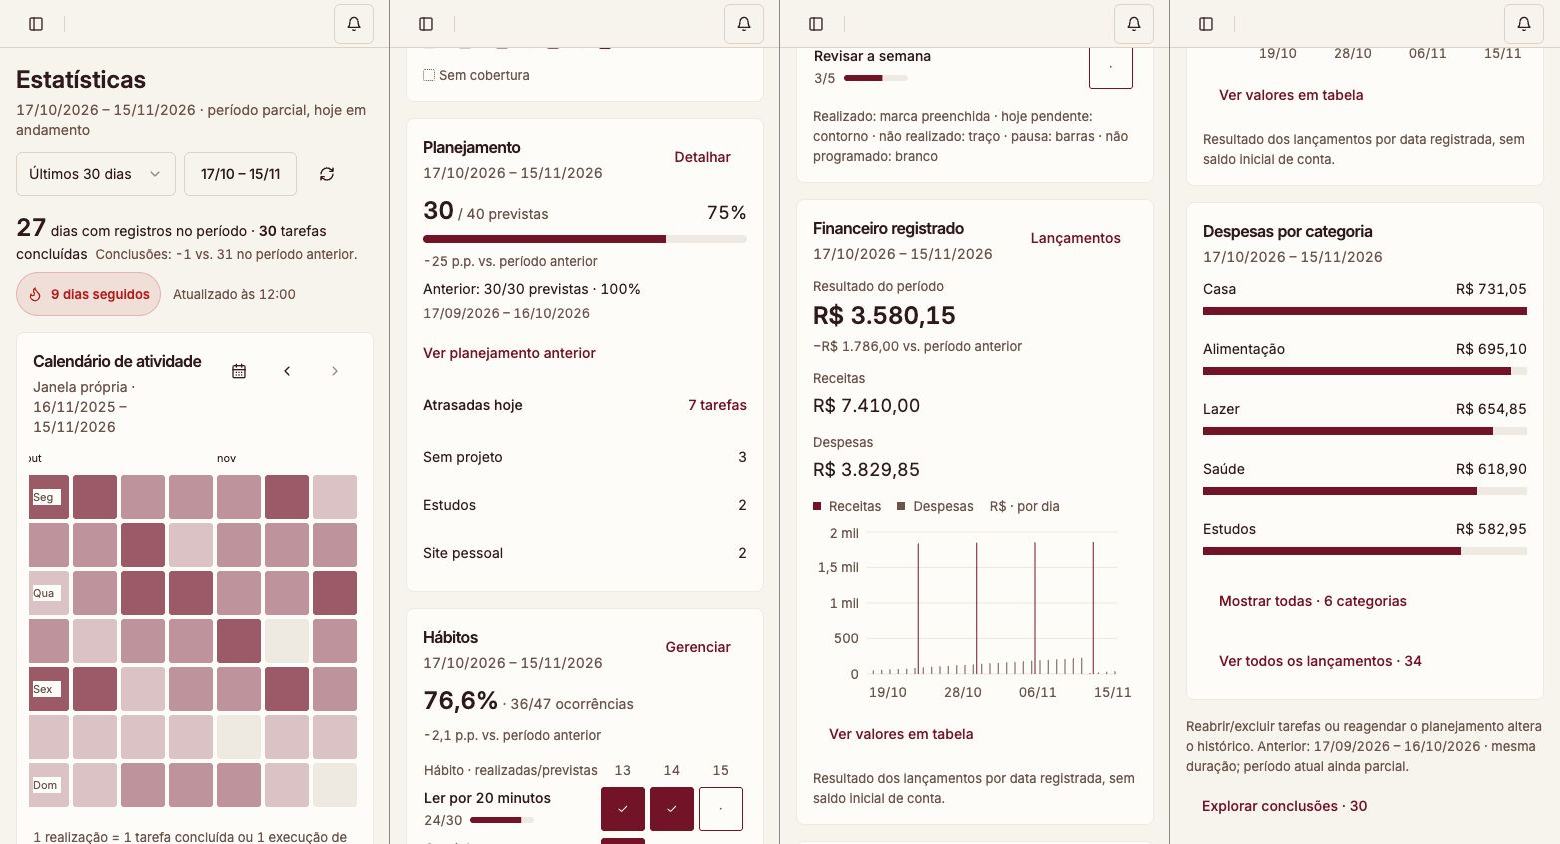 Estatísticas
17/10/2026 – 15/11/2026 · período parcial, hoje em
andamento
Últimos 30 dias
17/10 – 15/11
27 dias com registros no período · 30 tarefas
concluídas Conclusões: -1 vs. 31 no período anterior.
9 dias seguidos
Atualizado às 12:00
Calendário de atividade
Janela própria ·
16/11/2025 –
15/11/2026
nov
Seg
Qua
Sex
Dom
1 realização = 1 tarefa concluída ou 1 execução de
Sem cobertura
Planejamento
Detalhar
17/10/2026 – 15/11/2026
30 / 40 previstas
75%
-25 p.p. vs. período anterior
Anterior: 30/30 previstas · 100%
17/09/2026 – 16/10/2026
Ver planejamento anterior
Atrasadas hoje
7 tarefas
Sem projeto
3
Estudos
2
Site pessoal
2
Hábitos
Gerenciar
17/10/2026 – 15/11/2026
76,6% · 36/47 ocorrências
-2,1 p.p. vs. período anterior
Hábito · realizadas/previstas 13 14 15
Ler por 20 minutos
24/30
Revisar a semana
3/5
Realizado: marca preenchida · hoje pendente:
contorno · não realizado: traço · pausa: barras · não
programado: branco
Financeiro registrado
Lançamentos
17/10/2026 – 15/11/2026
Resultado do período
R$ 3.580,15
−R$ 1.786,00 vs. período anterior
Receitas
R$ 7.410,00
Despesas
R$ 3.829,85
Receitas Despesas R$ · por dia
2 mil
1,5 mil
1 mil
500
0
19/10 28/10 06/11 15/11
Ver valores em tabela
Resultado dos lançamentos por data registrada, sem
saldo inicial de conta.
19/10 28/10 06/11 15/11
Ver valores em tabela
Resultado dos lançamentos por data registrada, sem
saldo inicial de conta.
Despesas por categoria
17/10/2026 – 15/11/2026
Casa
R$ 731,05
Alimentação
R$ 695,10
Lazer
R$ 654,85
Saúde
R$ 618,90
Estudos
R$ 582,95
Mostrar todas · 6 categorias
Ver todos os lançamentos · 34
Reabrir/excluir tarefas ou reagendar o planejamento altera
o histórico. Anterior: 17/09/2026 – 16/10/2026 · mesma
duração; período atual ainda parcial.
Explorar conclusões · 30